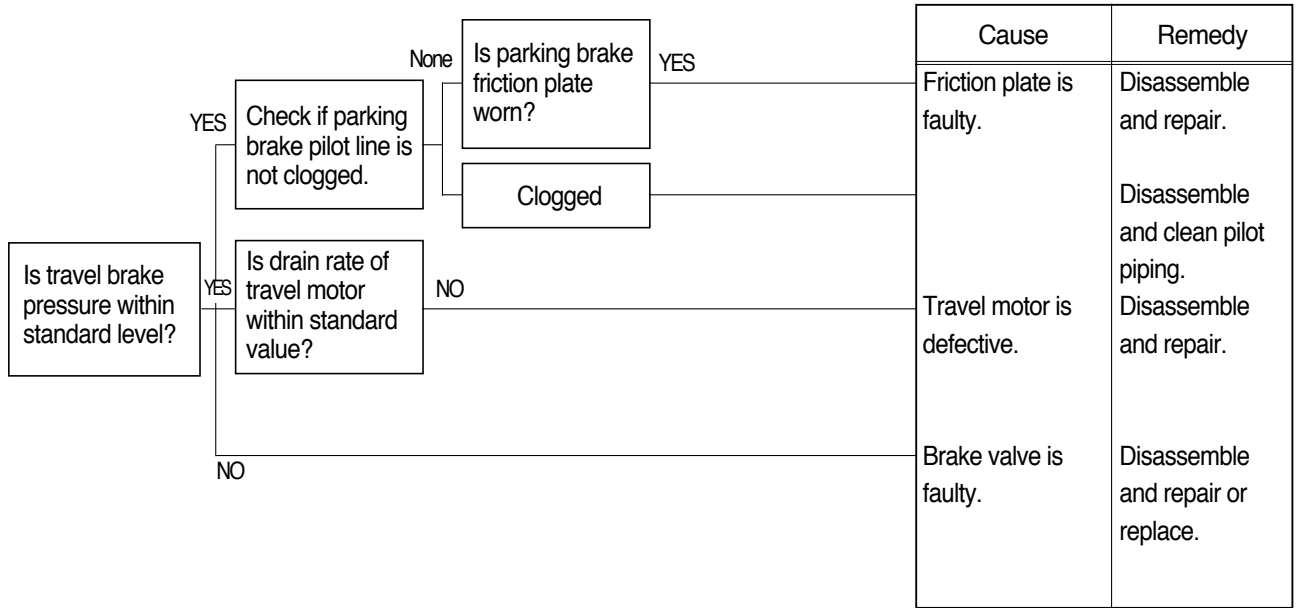 Is travel brake
pressure within
standard level?
YES
Check if parking
brake pilot line is
not clogged.
None
Is parking brake
friction plate
worn?
YES
Clogged
YES
Is drain rate of
travel motor
within standard
value?
NO
NO
Cause
Remedy
Friction plate is
faulty.
Disassemble
and repair.
Disassemble
and clean pilot
piping.
Travel motor is
defective.
Disassemble
and repair.
Brake valve is
faulty.
Disassemble
and repair or
replace.